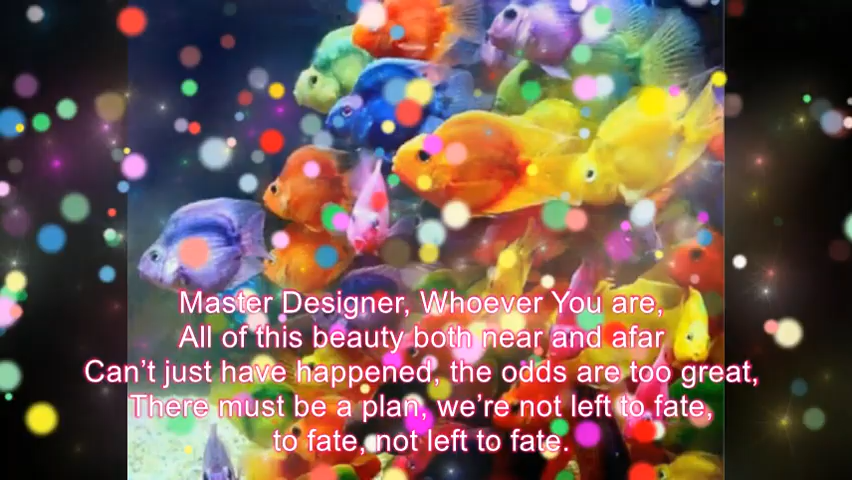 Master Designer, Whoever You are,
All of this beauty both near and afar
Can’t just have happened, the odds are too great,
There must be a plan, we’re not left to fate,
to fate, not left to fate.